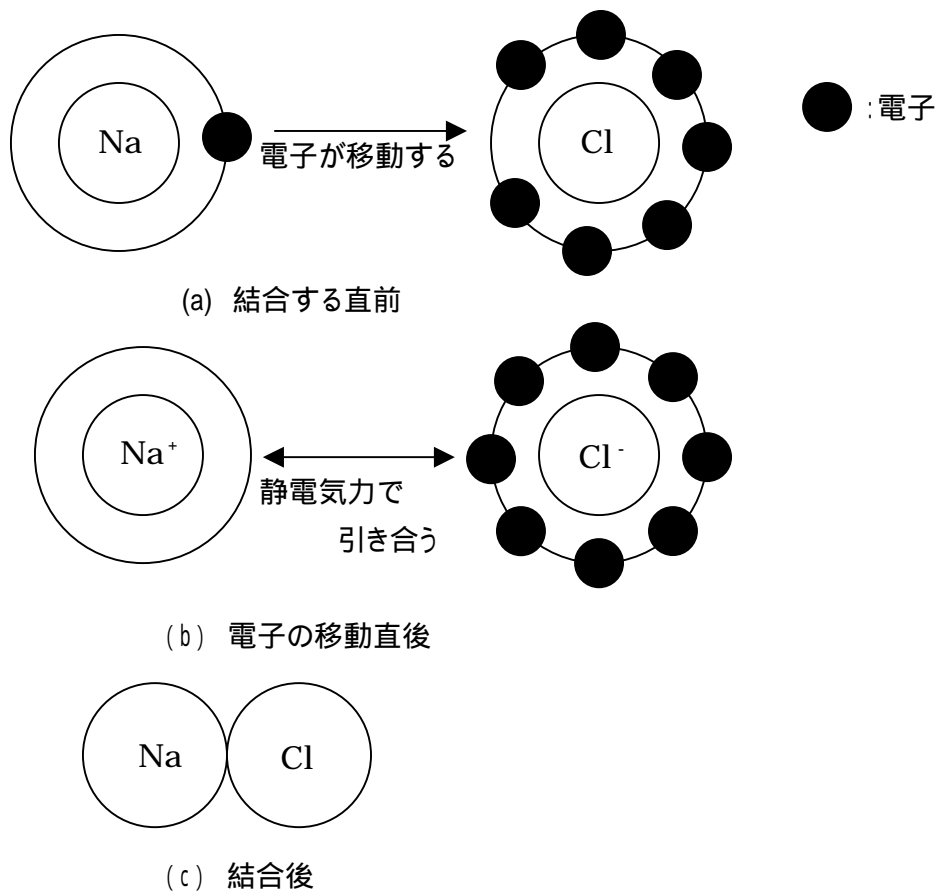 Na
電子が移動する
Cl
:電子
(a) 結合する直前
Na⁺
静電気力で
引き合う
Cl⁻
(b) 電子の移動直後
Na
Cl
(c) 結合後